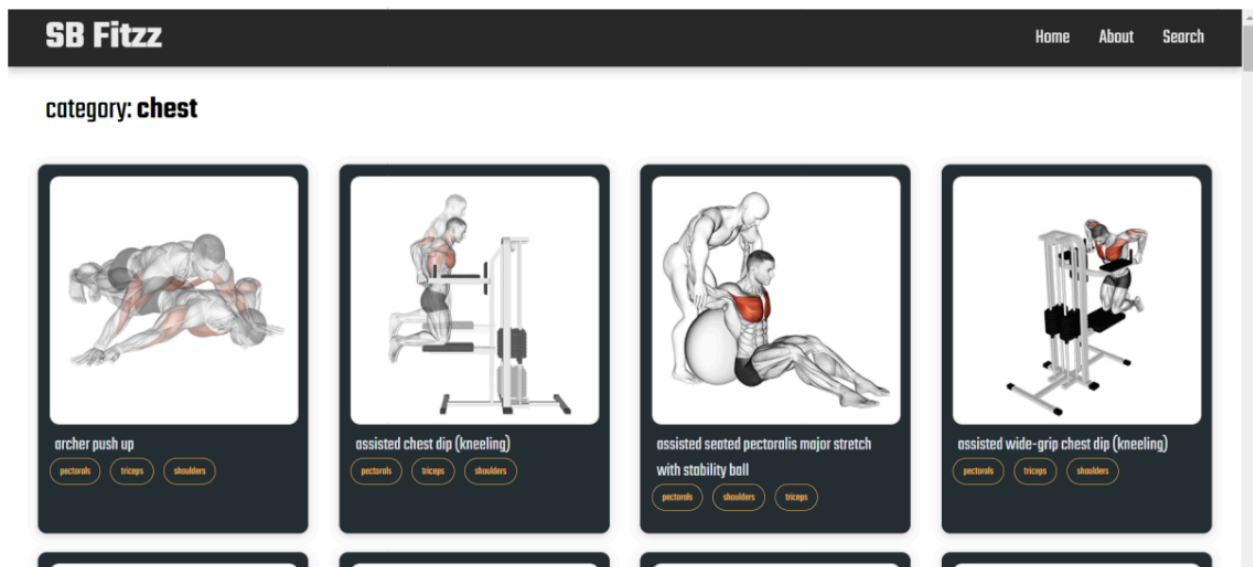 SB Fitzz
Home About Search
category: chest
archer push up
pectorals triceps shoulders
assisted chest dip (kneeling)
pectorals triceps shoulders
assisted seated pectoralis major stretch
with stability ball
pectorals shoulders triceps
assisted wide-grip chest dip (kneeling)
pectorals triceps shoulders